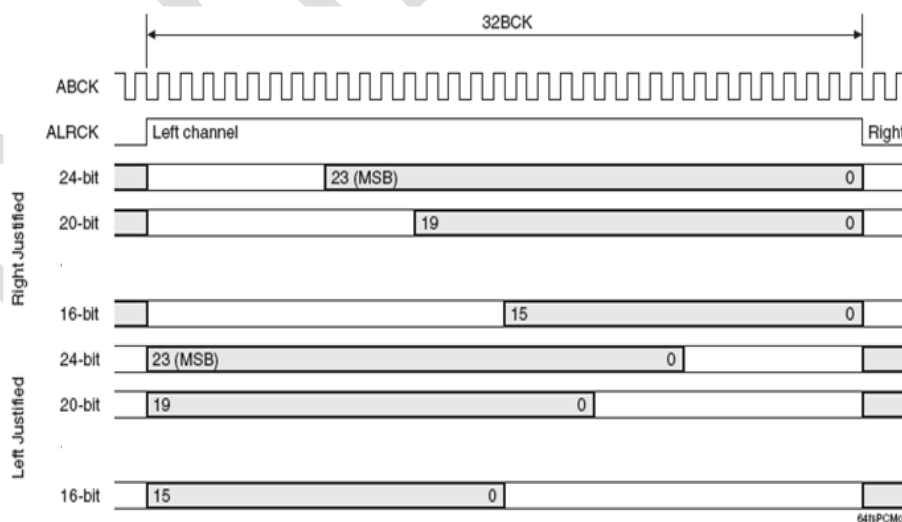 32BCK
ABCK
ALRCK
Left channel
Right
Right Justified
24-bit
23 (MSB)
0
20-bit
19
0
16-bit
15
0
Left Justified
24-bit
23 (MSB)
0
20-bit
19
0
16-bit
15
0